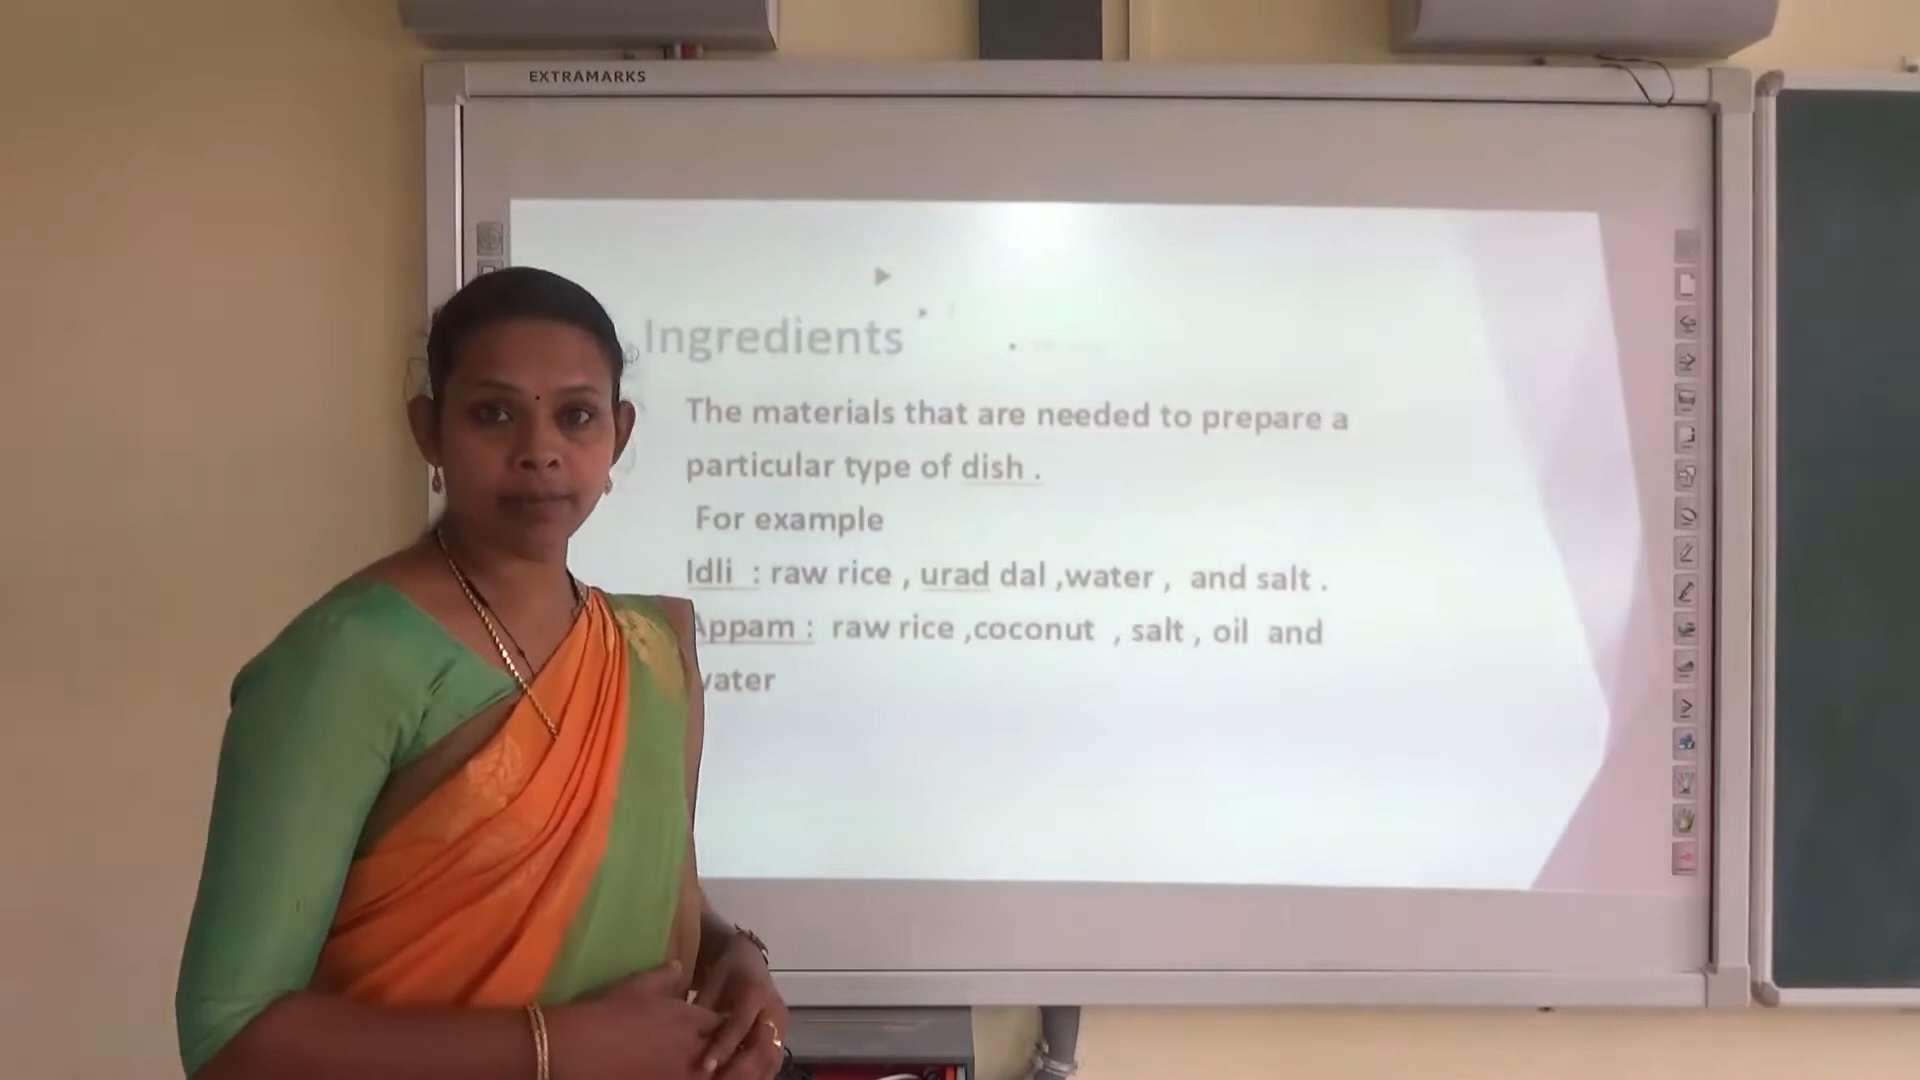 EXTRAMARKS
Ingredients
The materials that are needed to prepare a
particular type of dish .
For example
Idli : raw rice , urad dal ,water , and salt .
Appam : raw rice ,coconut , salt , oil and
water